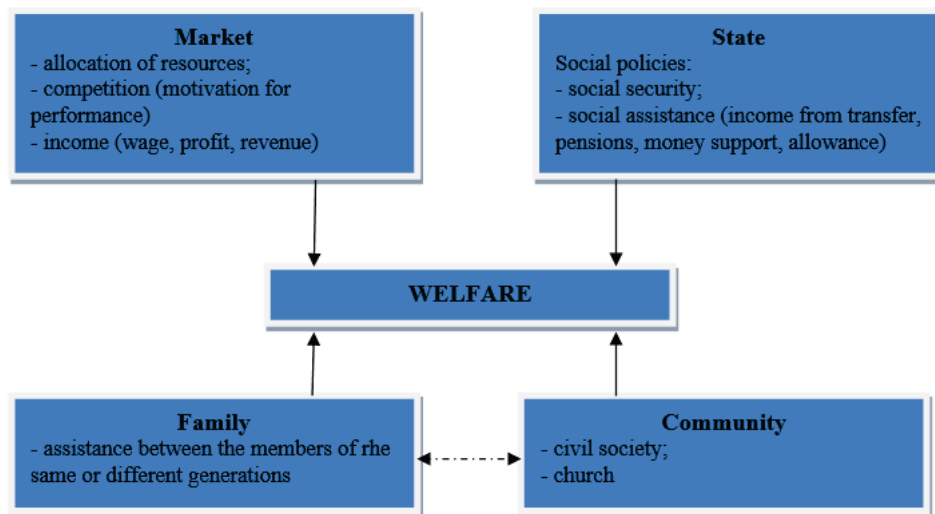 Market
- allocation of resources;
- competition (motivation for
performance)
- income (wage, profit, revenue)
State
Social policies:
- social security;
- social assistance (income from transfer,
pensions, money support, allowance)
WELFARE
Family
- assistance between the members of rhe
same or different generations
Community
- civil society;
- church